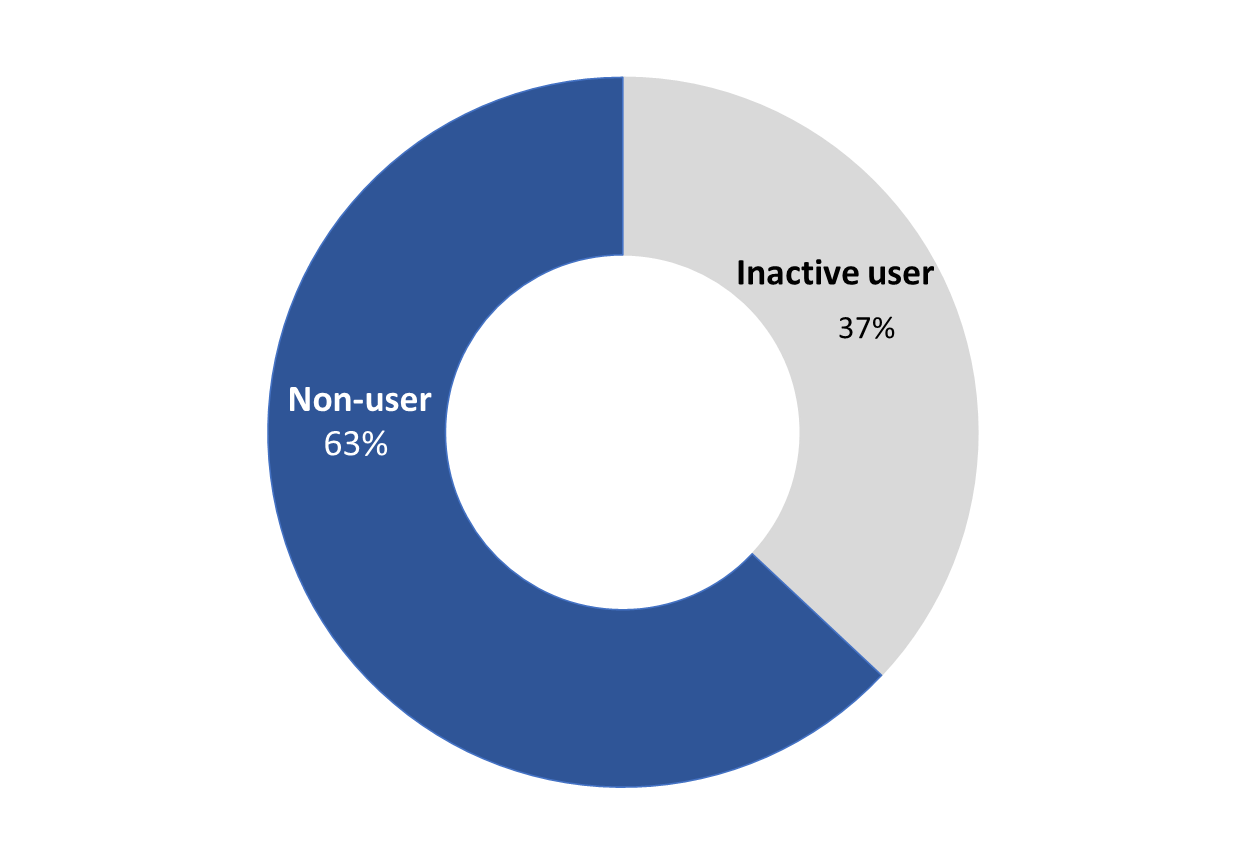 Inactive user
37%
Non-user
63%